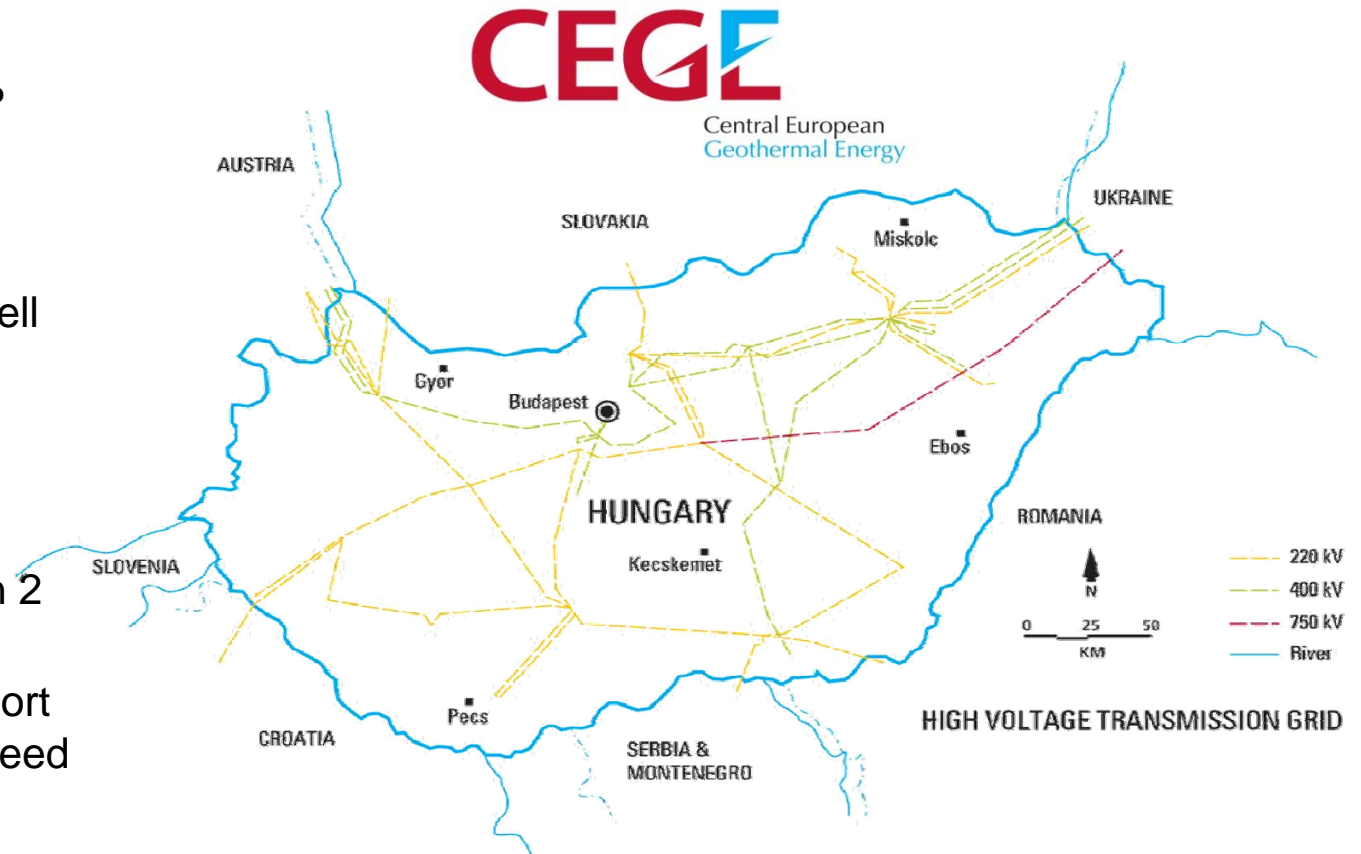 CEGE
Central European
Geothermal Energy
AUSTRIA
SLOVAKIA
UKRAINE
Miskolc
ell
Gyor
Budapest
Ebos
HUNGARY
ROMANIA
SLOVENIA
Kecskemet
220 kV
400 kV
750 kV
River
N
0 25 50
KM
n 2
ort
eed
Pecs
CROATIA
SERBIA &
MONTENEGRO
HIGH VOLTAGE TRANSMISSION GRID